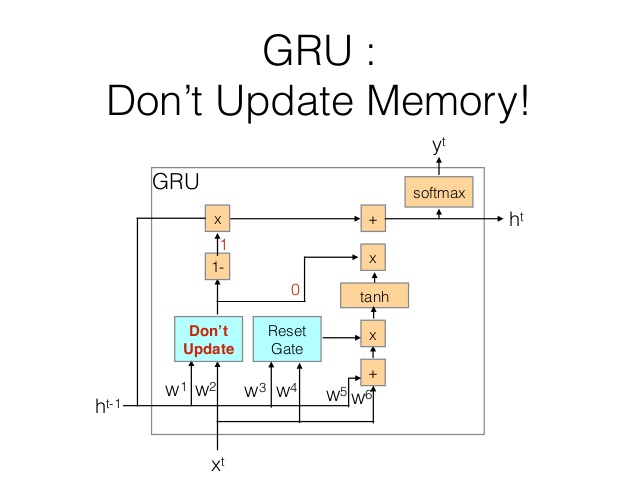 GRU :
Don't Update Memory!
yᵗ
GRU
softmax
x
+
hᵗ
1
1-
x
0
tanh
Don't
Update
Reset
Gate
x
+
W¹ W² W³ W⁴ W⁵ W⁶
hᵗ⁻¹
xᵗ